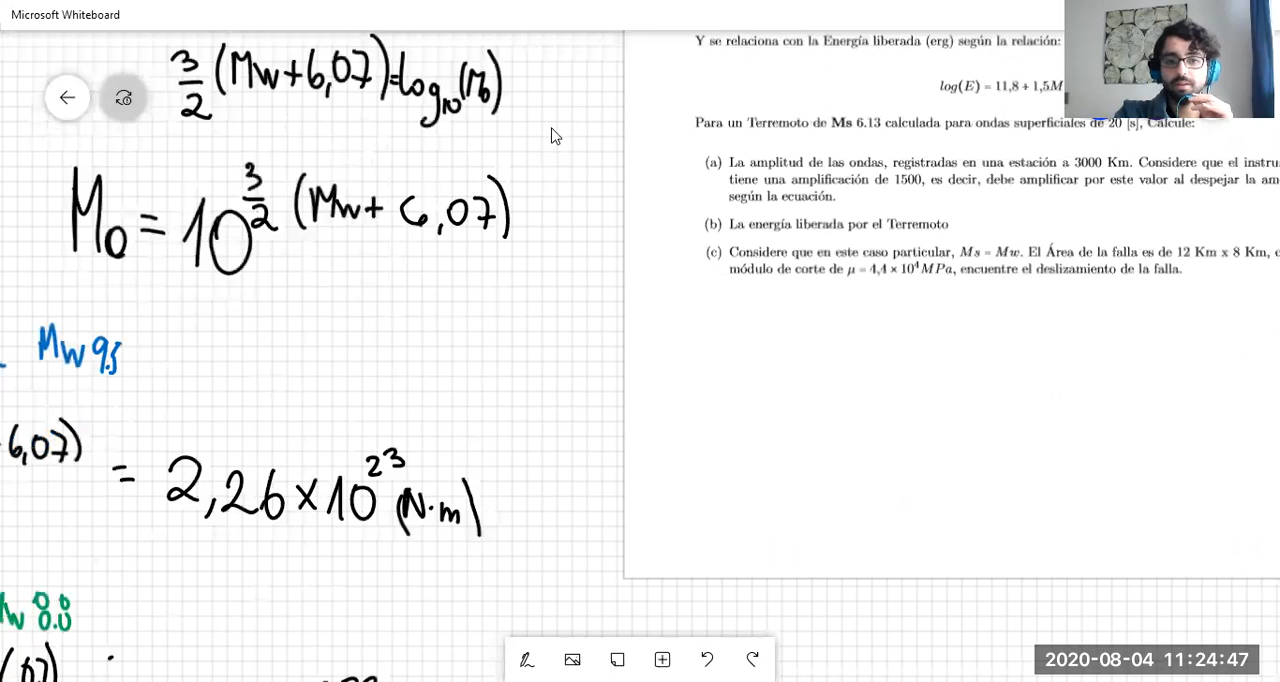 Microsoft Whiteboard
3/2 (Mw+6,07)=log10(M0)
M0 = 10^3/2 (Mw+ 6,07)
Mw 9.5
6,07)
= 2,26×10^23 (N·m)
8.8
67)
Y se relaciona con la Energía liberada (erg) según la relación:
log(E) = 11,8 + 1,5M
Para un Terremoto de Ms 6.13 calculada para ondas superficiales de 20 [s], Calcule:
(a) La amplitud de las ondas, registradas en una estación a 3000 Km. Considere que el instru
tiene una amplificación de 1500, es decir, debe amplificar por este valor al despejar la am
según la ecuación.
(b) La energía liberada por el Terremoto
(c) Considere que en este caso particular, Ms = Mw. El Área de la falla es de 12 Km x 8 Km, c
módulo de corte de μ = 4,4 × 10^4 MPa, encuentre el deslizamiento de la falla.
2020-08-04 11:24:47